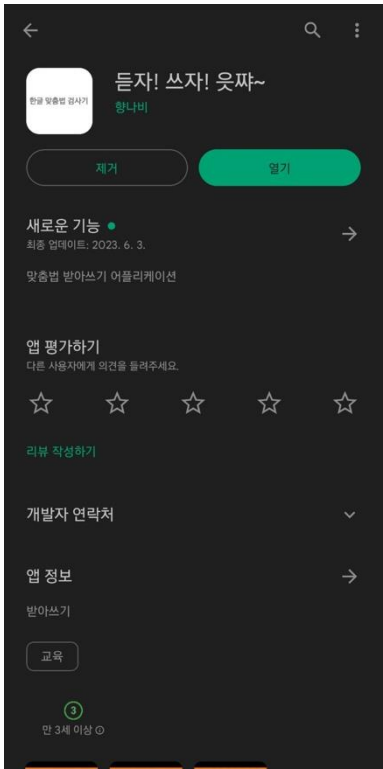 듣자! 쓰자! 웃쨔~
한글 맞춤법 검사기
향나비
제거
열기
새로운 기능
최종 업데이트: 2023. 6. 3.
맞춤법 받아쓰기 어플리케이션
앱 평가하기
다른 사용자에게 의견을 들려주세요.
리뷰 작성하기
개발자 연락처
앱 정보
받아쓰기
교육
3
만 3세 이상